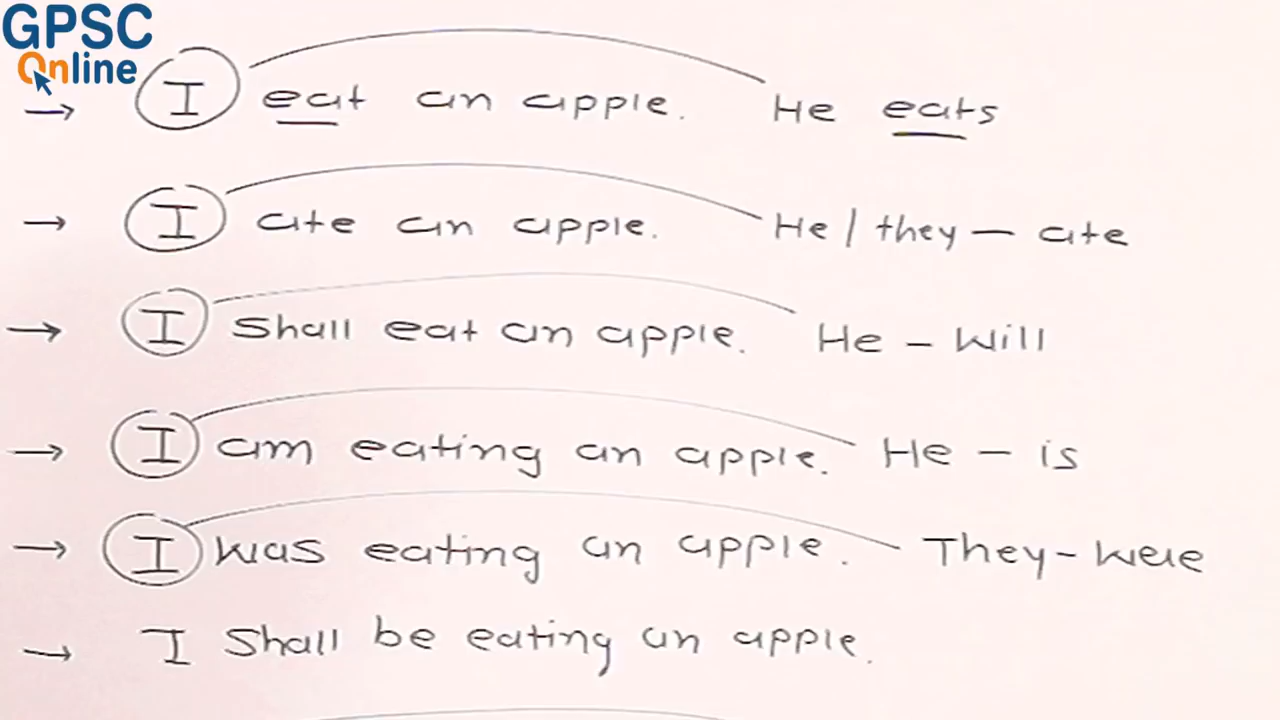 GPSC
Online
→ I eat an apple. He eats
→ I ate an apple. He / they — ate
→ I Shall eat an apple. He - will
→ I am eating an apple. He - is
→ I was eating an apple. They - were
→ I Shall be eating an apple.